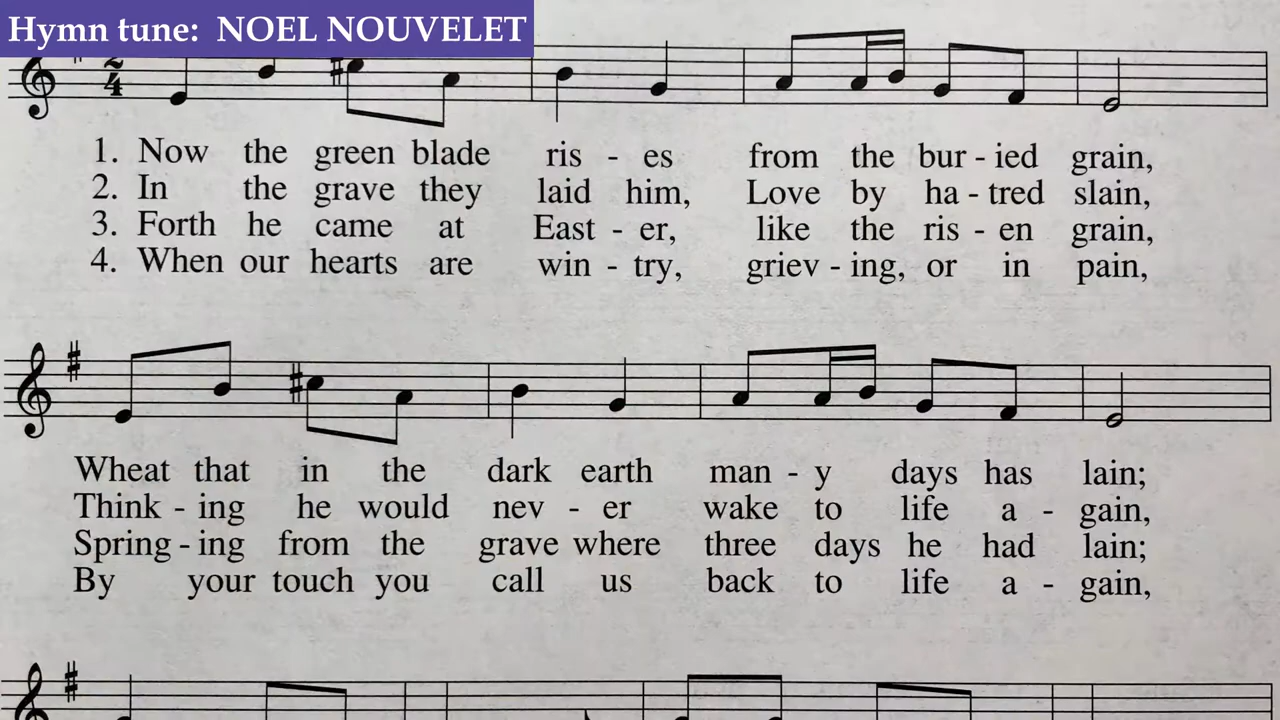 Hymn tune: NOEL NOUVELET
2
4
1. Now the green blade ris - es from the bur - ied grain,
2. In the grave they laid him, Love by ha - tred slain,
3. Forth he came at East - er, like the ris - en grain,
4. When our hearts are win - try, griev - ing, or in pain,
Wheat that in the dark earth man - y days has lain;
Think - ing he would nev - er wake to life a - gain,
Spring - ing from the grave where three days he had lain;
By your touch you call us back to life a - gain,